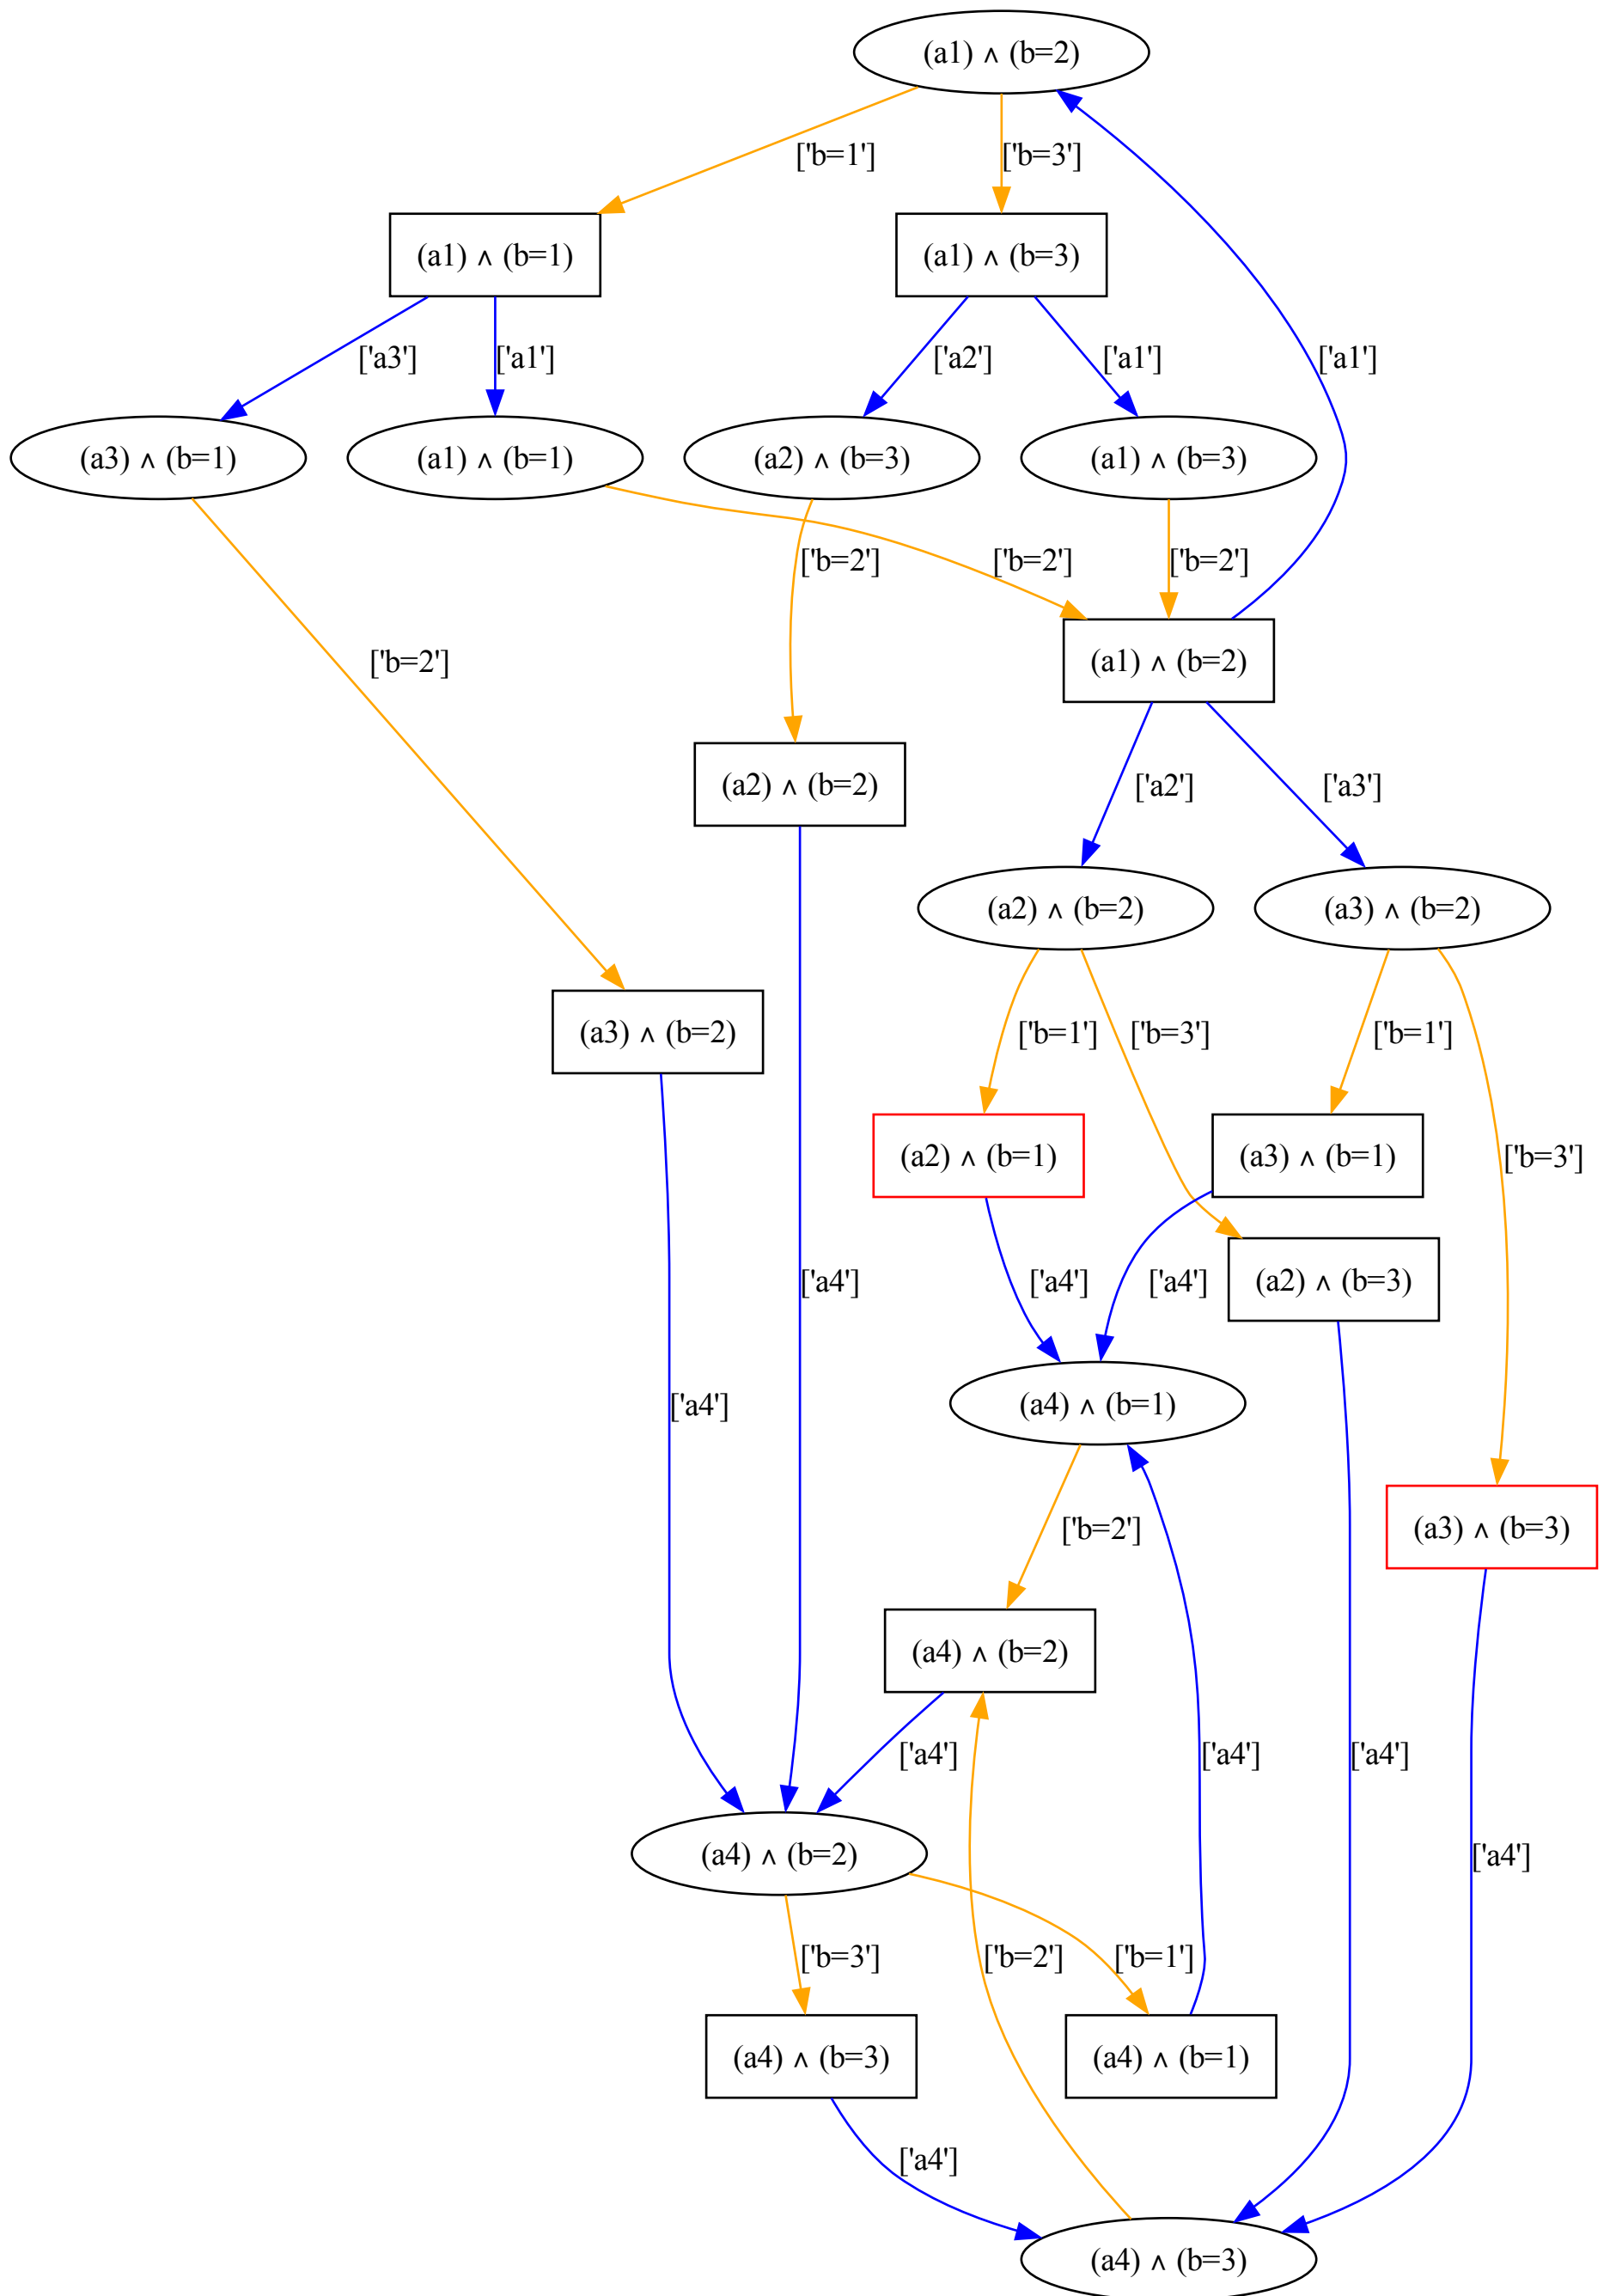 (a1) ∧ (b=2)
['b=1']
['b=3']
(a1) ∧ (b=1)
(a1) ∧ (b=3)
['a3']
['a1']
['a2']
['a1']
['a1']
(a3) ∧ (b=1)
(a1) ∧ (b=1)
(a2) ∧ (b=3)
(a1) ∧ (b=3)
['b=2']
['b=2']
['b=2']
['b=2']
(a1) ∧ (b=2)
(a2) ∧ (b=2)
['a2']
['a3']
(a2) ∧ (b=2)
(a3) ∧ (b=2)
(a3) ∧ (b=2)
['b=1']
['b=3']
['b=1']
(a2) ∧ (b=1)
(a3) ∧ (b=1)
['b=3']
['a4']
['a4']
['a4']
(a2) ∧ (b=3)
['a4']
(a4) ∧ (b=1)
['b=2']
(a3) ∧ (b=3)
(a4) ∧ (b=2)
['a4']
['a4']
['a4']
(a4) ∧ (b=2)
['a4']
['b=3']
['b=2']
['b=1']
(a4) ∧ (b=3)
(a4) ∧ (b=1)
['a4']
(a4) ∧ (b=3)